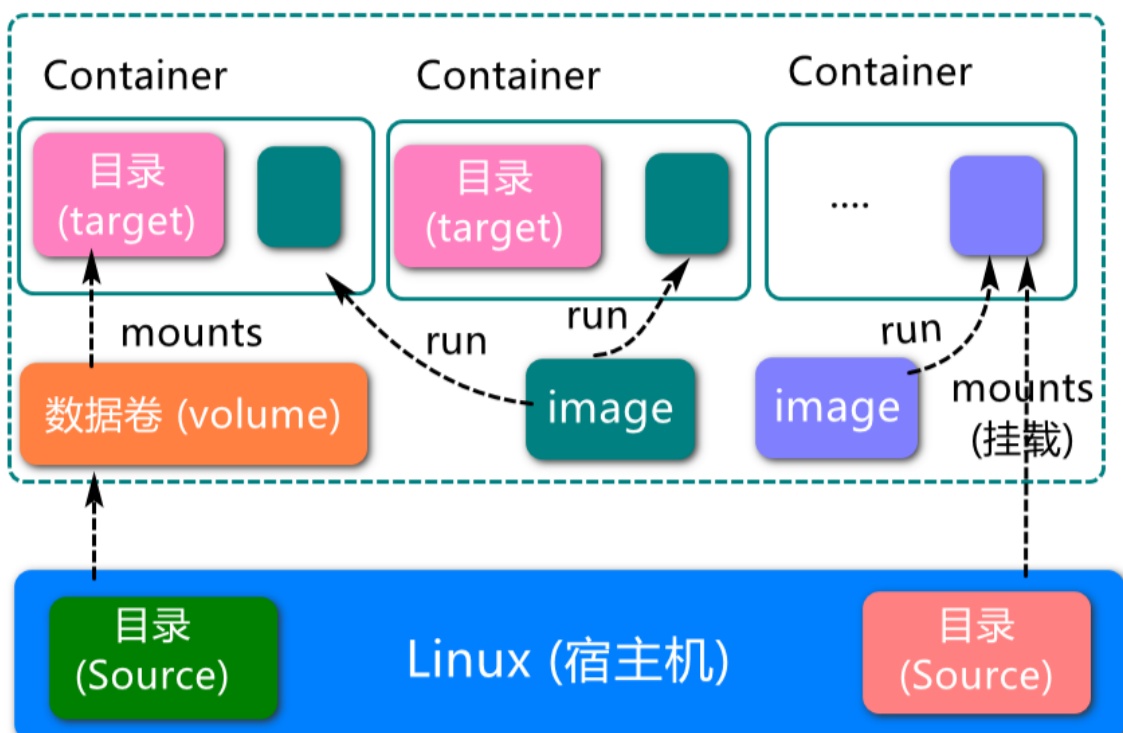 Container
Container
Container
目录
(target)
目录
(target)
....
mounts
run
run
run
数据卷 (volume)
image
image
mounts
(挂载)
目录
(Source)
Linux (宿主机)
目录
(Source)